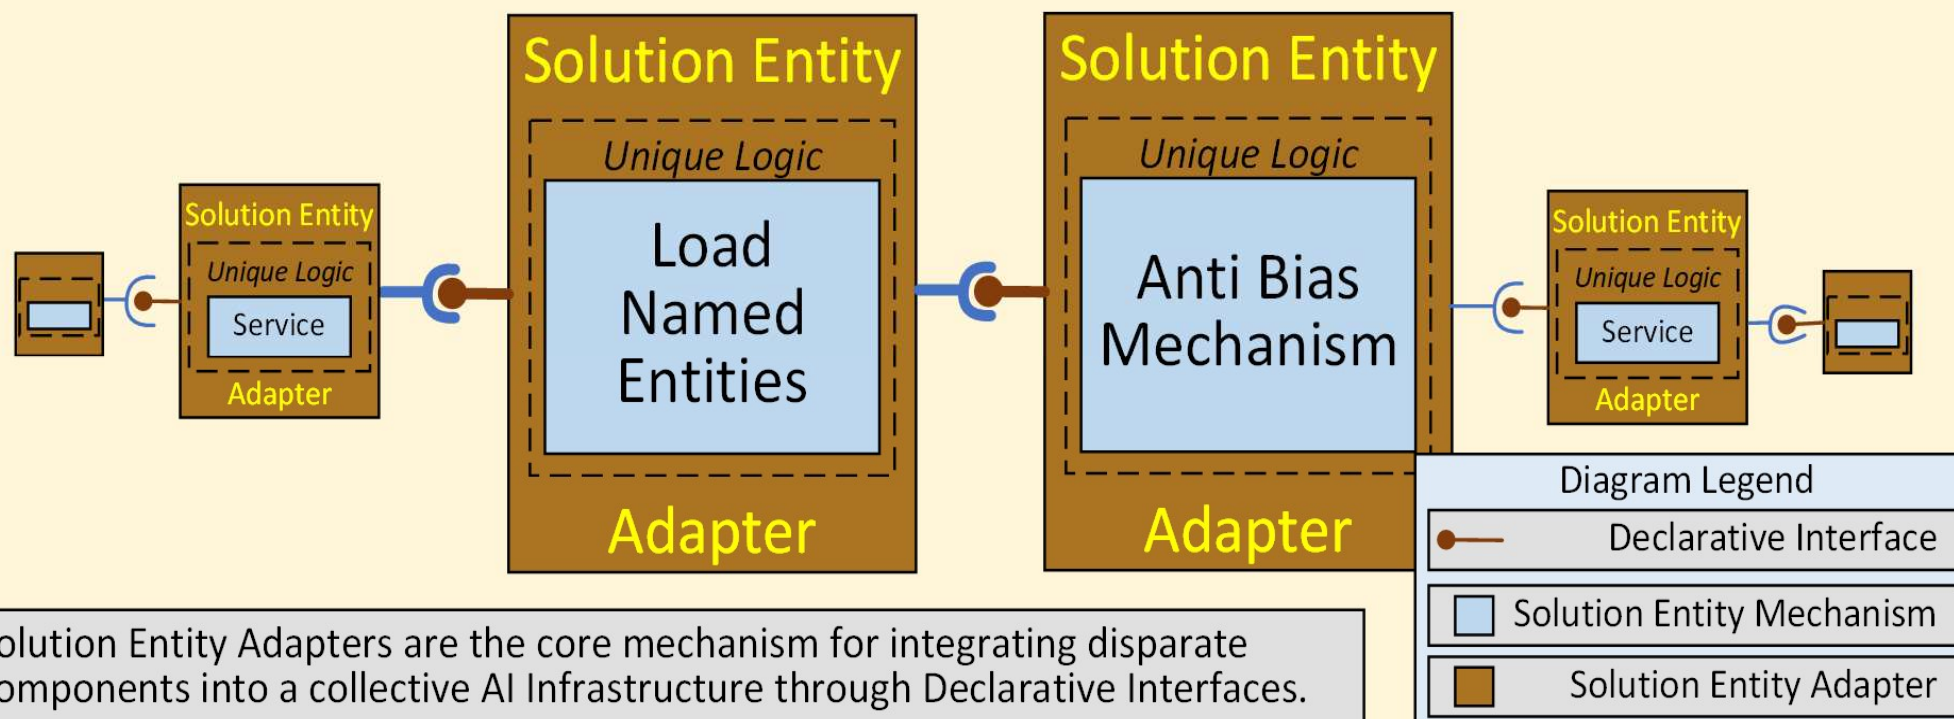 Solution Entity
Unique Logic
Service
Adapter
Solution Entity
Unique Logic
Load
Named
Entities
Adapter
Solution Entity
Unique Logic
Anti Bias
Mechanism
Adapter
Solution Entity
Unique Logic
Service
Adapter
olution Entity Adapters are the core mechanism for integrating disparate
omponents into a collective AI Infrastructure through Declarative Interfaces.
Diagram Legend
Declarative Interface
Solution Entity Mechanism
Solution Entity Adapter